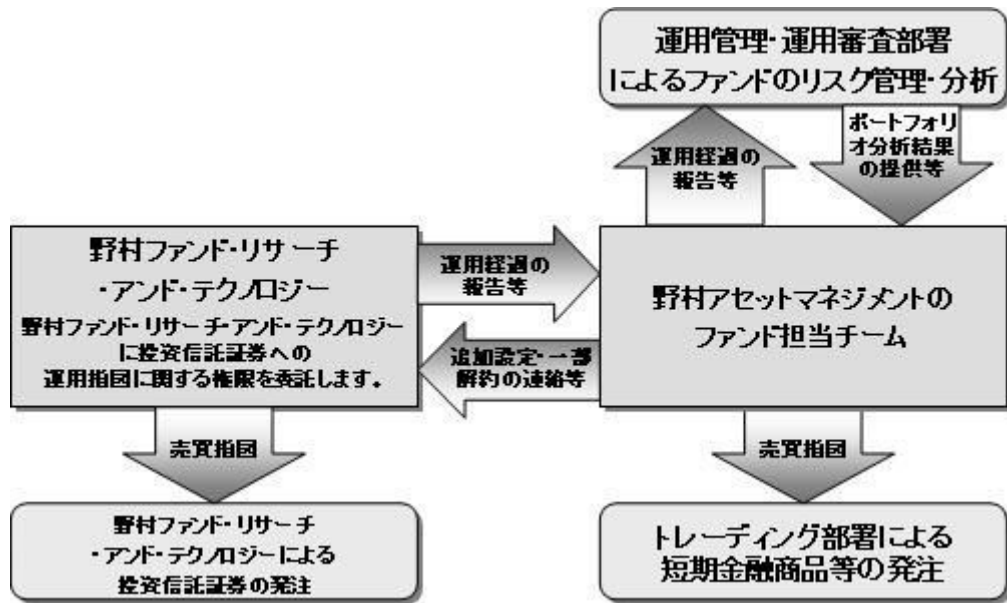 運用管理・運用審査部署
によるファンドのリスク管理・分析
運用経過の
報告等
ポートフォリ
オ分析結果
の提供等
野村ファンド・リサーチ
・アンド・テクノロジー
野村ファンド・リサーチ・アンド・テクノロジー
に投資信託証券への
運用指図に関する権限を委託します。
運用経過の
報告等
追加設定・一部
解約の連絡等
野村アセットマネジメントの
ファンド担当チーム
売買指図
売買指図
野村ファンド・リサーチ
・アンド・テクノロジーによる
投資信託証券の発注
トレーディング部署による
短期金融商品等の発注